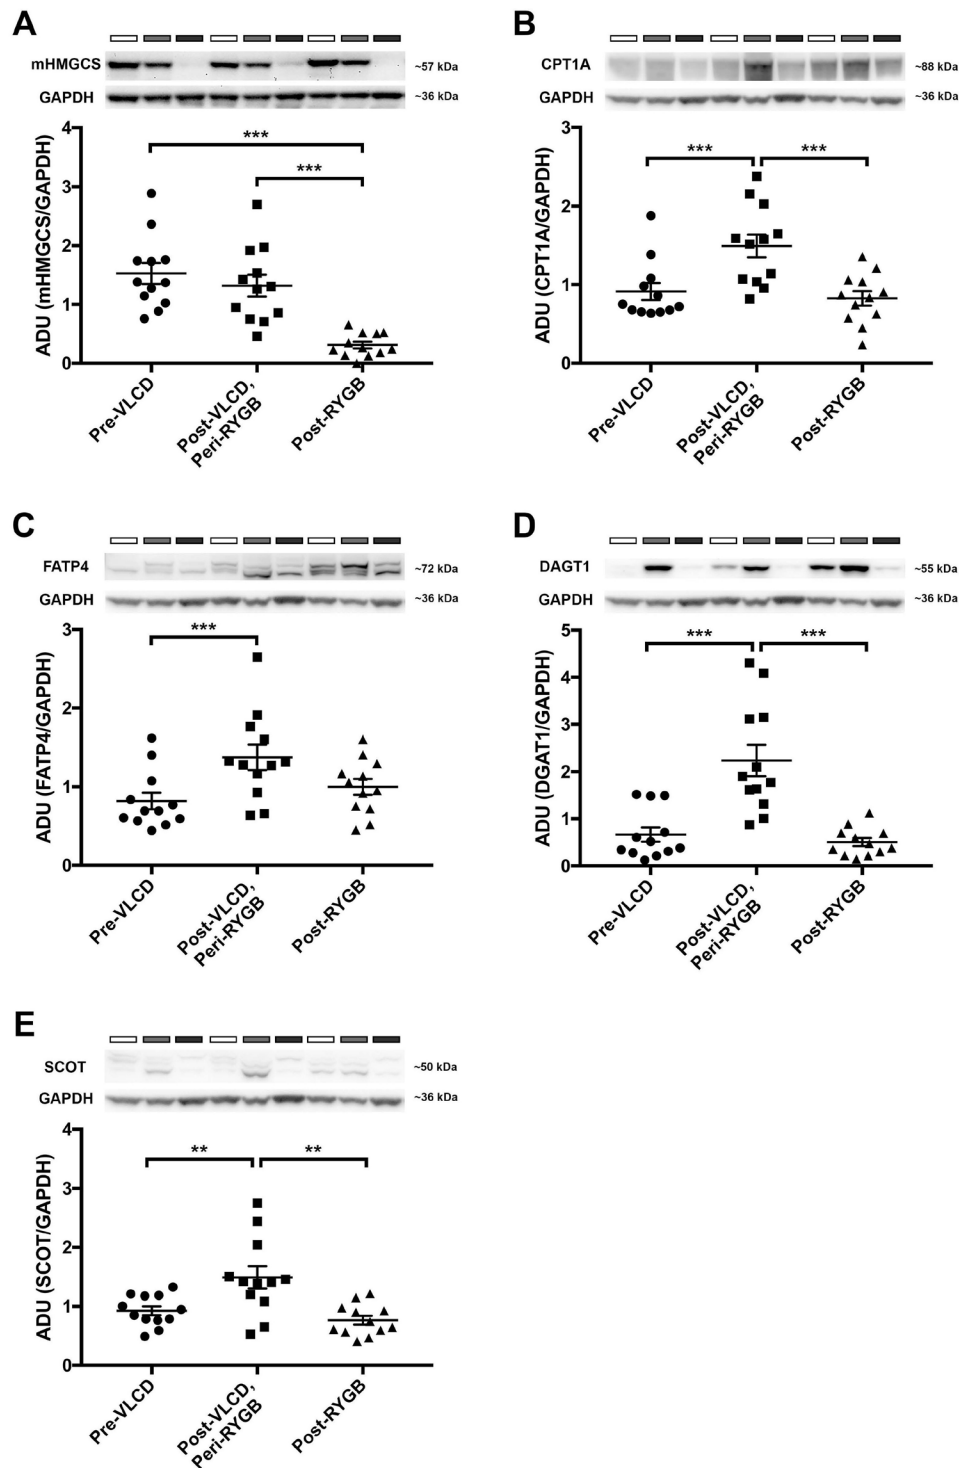 A
mHMGCS
~57 kDa
GAPDH
~36 kDa
4
3
2
1
0
ADU (mHMGCS/GAPDH)
***
***
Pre-VLCD
Post-VLCD,
Peri-RYGB
Post-RYGB
B
CPT1A
~88 kDa
GAPDH
~36 kDa
3
2
1
0
ADU (CPT1A/GAPDH)
***
***
Pre-VLCD
Post-VLCD,
Peri-RYGB
Post-RYGB
C
FATP4
~72 kDa
GAPDH
~36 kDa
3
2
1
0
ADU (FATP4/GAPDH)
***
Pre-VLCD
Post-VLCD,
Peri-RYGB
Post-RYGB
D
DAGT1
~55 kDa
GAPDH
~36 kDa
5
4
3
2
1
0
ADU (DGAT1/GAPDH)
***
***
Pre-VLCD
Post-VLCD,
Peri-RYGB
Post-RYGB
E
SCOT
~50 kDa
GAPDH
~36 kDa
4
3
2
1
0
ADU (SCOT/GAPDH)
**
**
Pre-VLCD
Post-VLCD,
Peri-RYGB
Post-RYGB